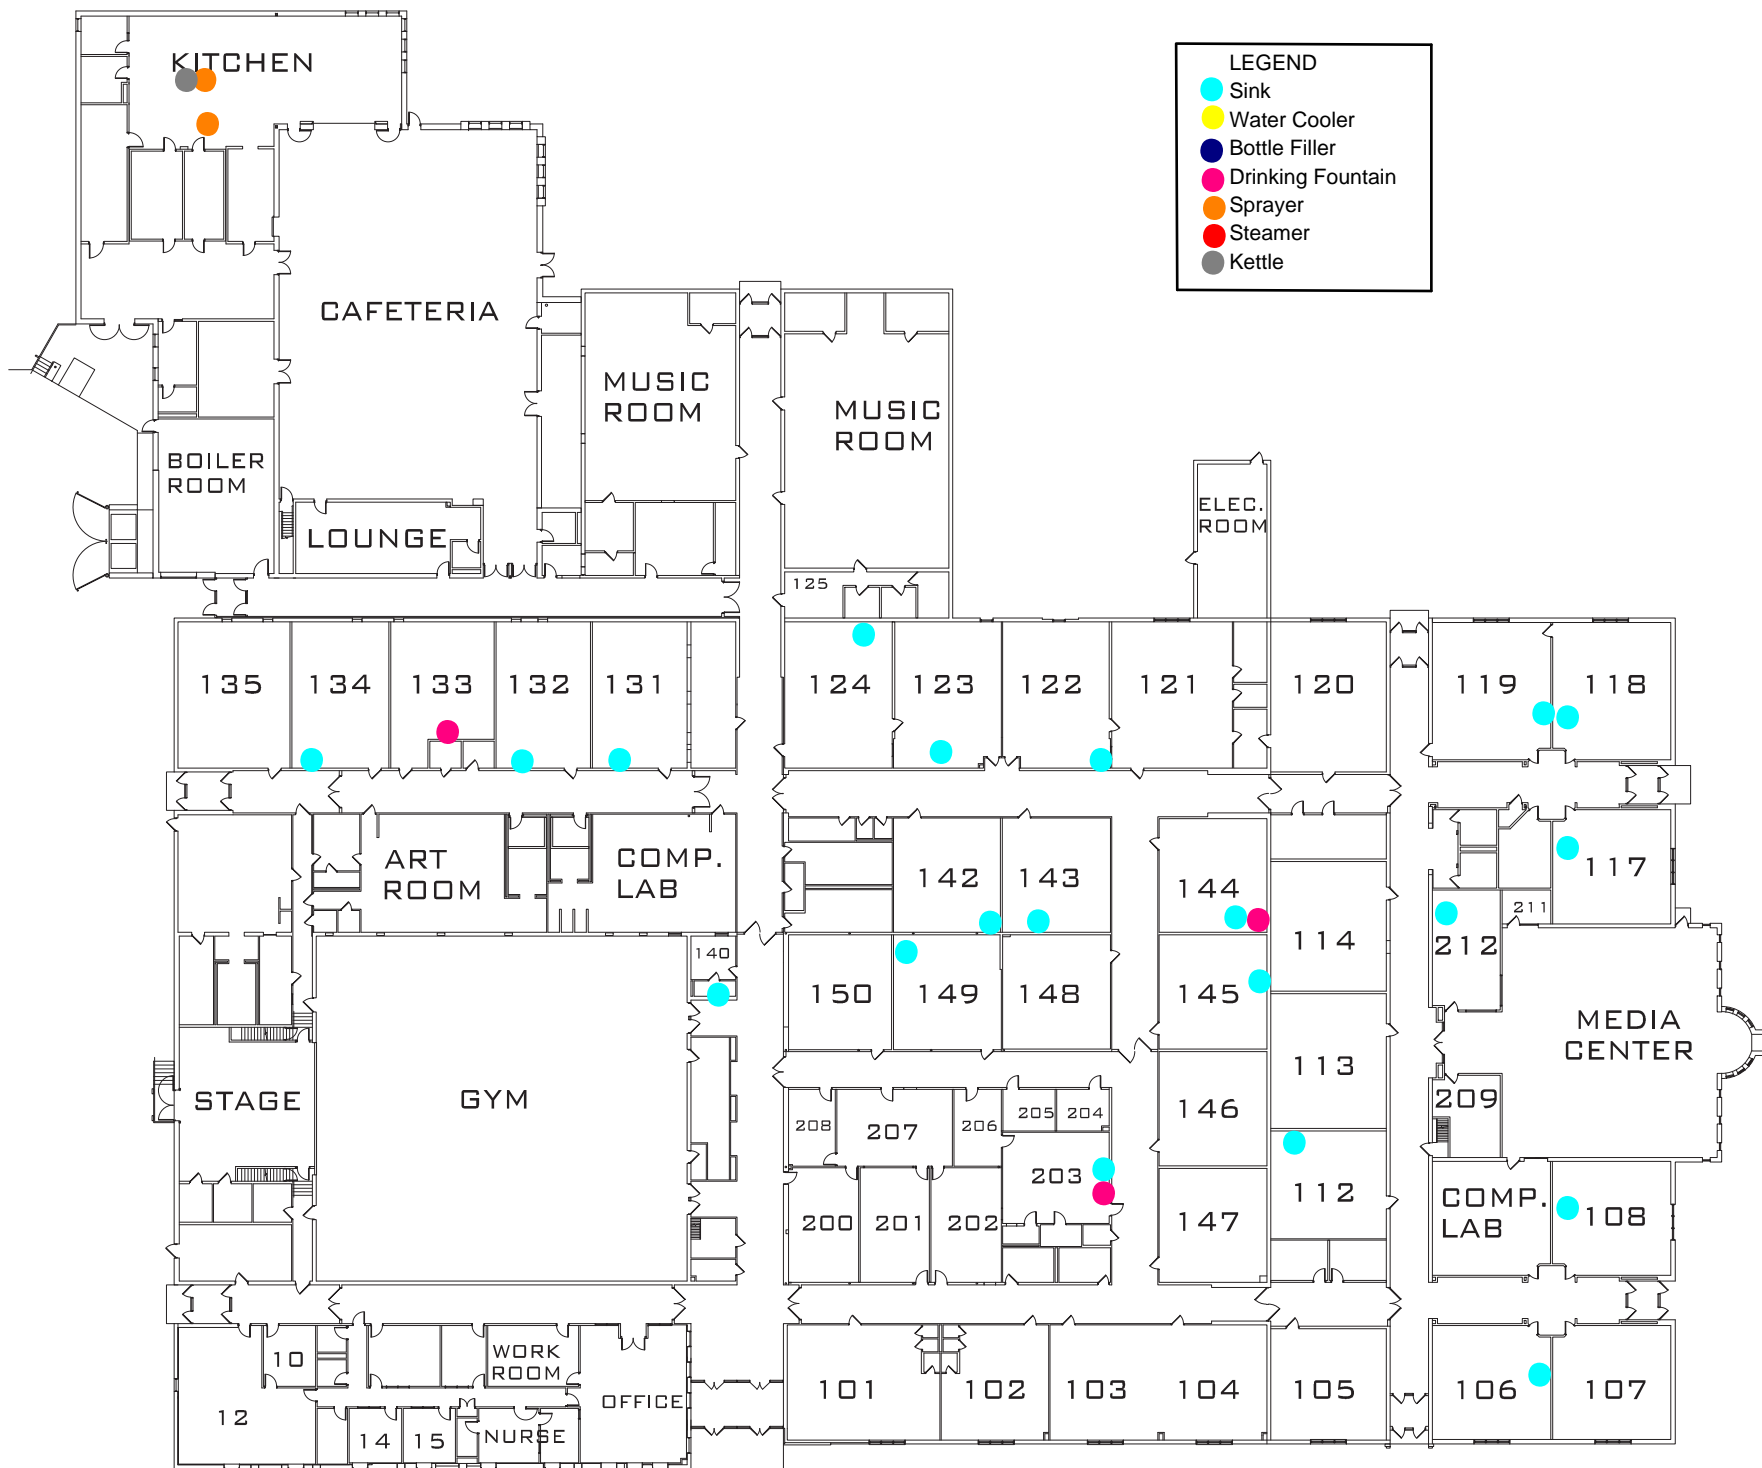 KITCHEN
LEGEND
Sink
Water Cooler
Bottle Filler
Drinking Fountain
Sprayer
Steamer
Kettle
CAFETERIA
MUSIC
ROOM
MUSIC
ROOM
BOILER
ROOM
LOUNGE
ELEC.
ROOM
125
135
134
133
132
131
124
123
122
121
120
119
118
ART
ROOM
COMP.
LAB
142
143
144
117
211
114
212
140
150
149
148
145
MEDIA
CENTER
STAGE
GYM
113
146
209
208
207
206
205
204
203
112
COMP.
LAB
108
200
201
202
147
10
WORK
ROOM
OFFICE
12
14
15
NURSE
101
102
103
104
105
106
107